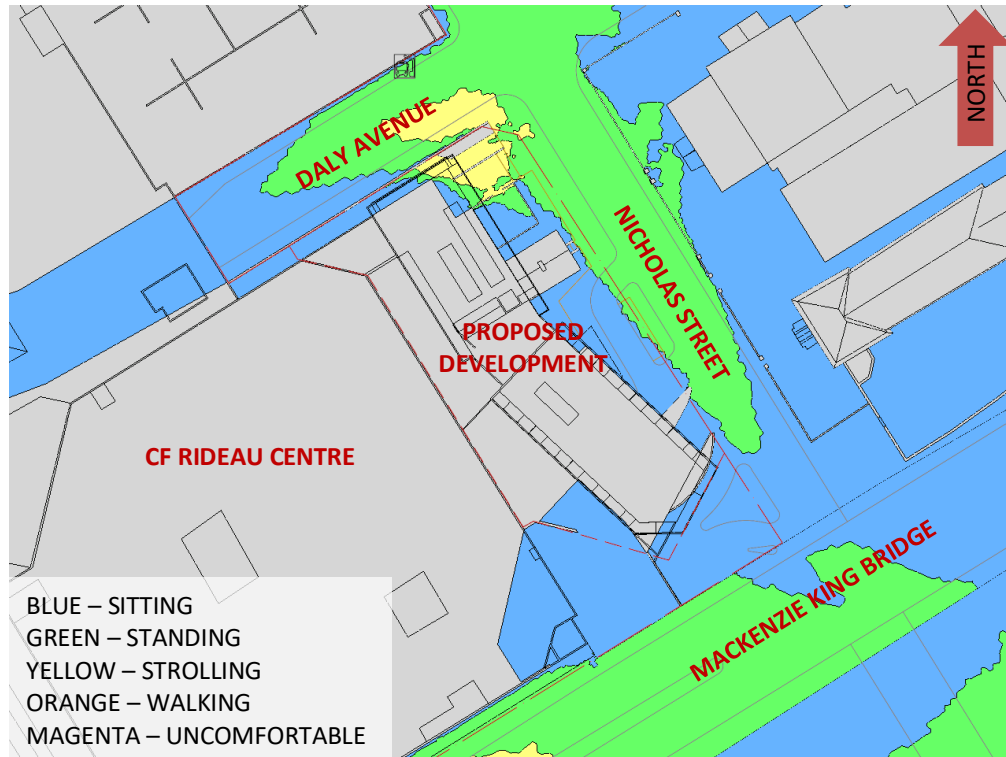 NORTH
DALY AVENUE
NICHOLAS STREET
PROPOSED
DEVELOPMENT
CF RIDEAU CENTRE
MACKENZIE KING BRIDGE
BLUE – SITTING
GREEN – STANDING
YELLOW – STROLLING
ORANGE – WALKING
MAGENTA – UNCOMFORTABLE